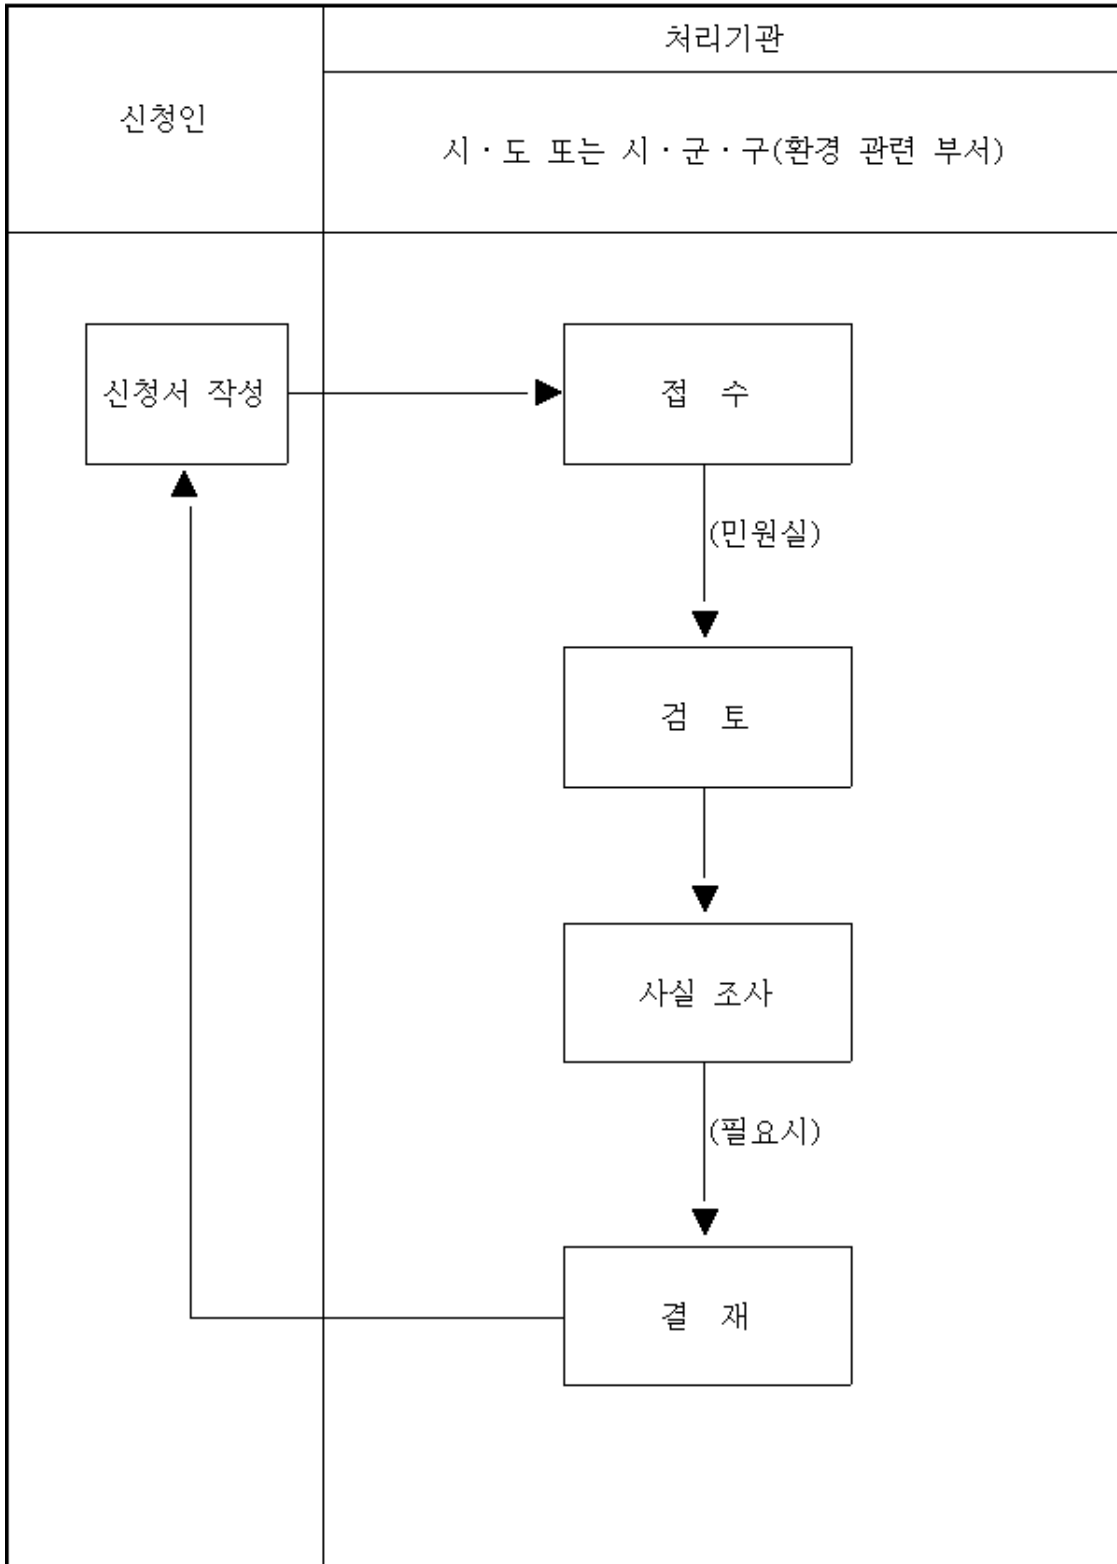 처리기관
신청인
시·도 또는 시·군·구(환경 관련 부서)
신청서 작성
접 수
(민원실)
검 토
사실 조사
(필요시)
결 재